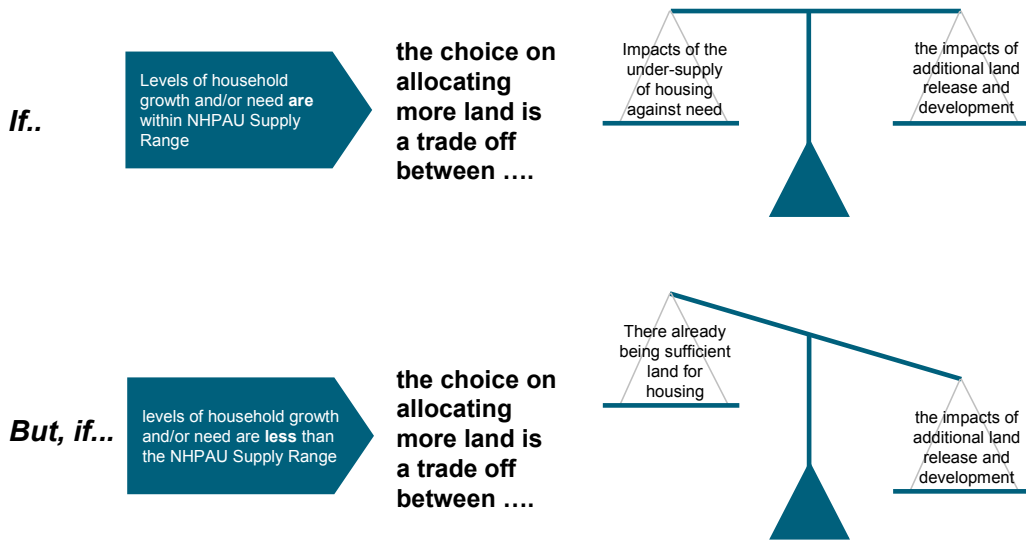 If..
Levels of household
growth and/or need are
within NHPAU Supply
Range
the choice on
allocating
more land is
a trade off
between ....
Impacts of the
under-supply
of housing
against need
the impacts of
additional land
release and
development
But, if...
levels of household growth
and/or need are less than
the NHPAU Supply Range
the choice on
allocating
more land is
a trade off
between ....
There already
being sufficient
land for
housing
the impacts of
additional land
release and
development